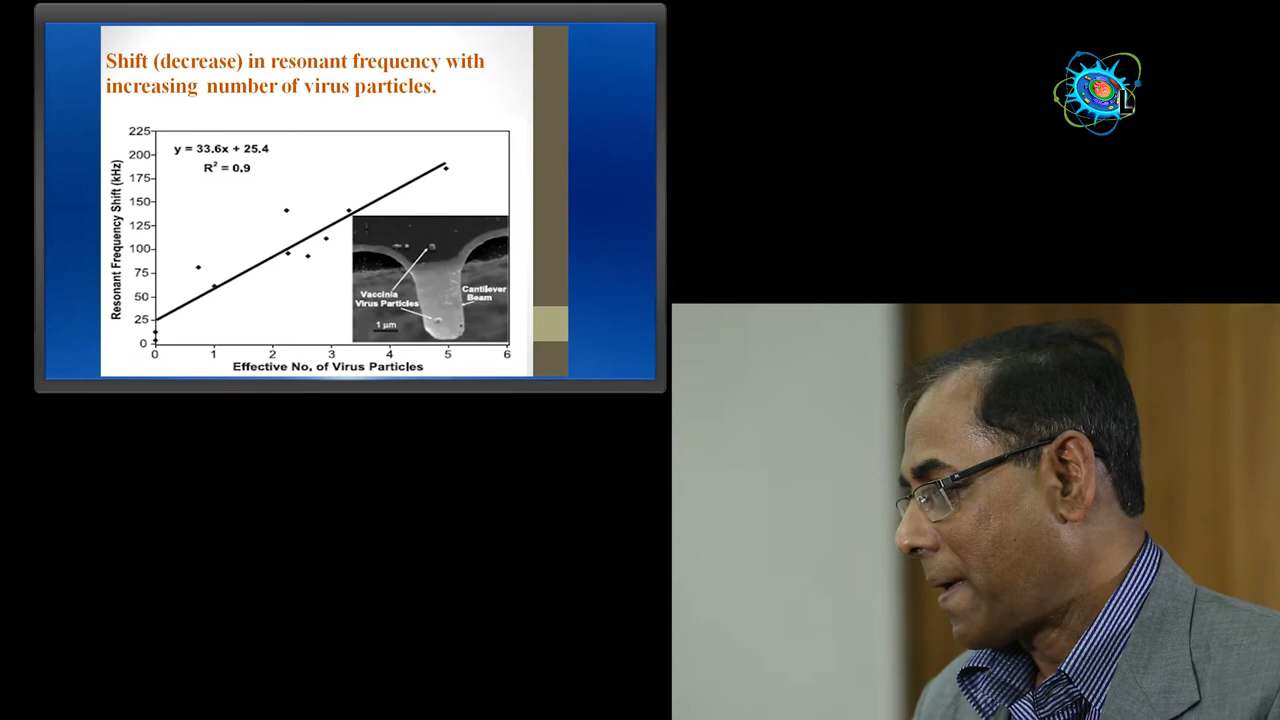 Shift (decrease) in resonant frequency with
increasing number of virus particles.
y = 33.6x + 25.4
R² = 0.9
Resonant Frequency Shift (kHz)
225
200
175
150
125
100
75
50
25
0
0 1 2 3 4 5 6
Effective No. of Virus Particles
Vaccinia
Virus Particles
Cantilever
Beam
1 μm
L